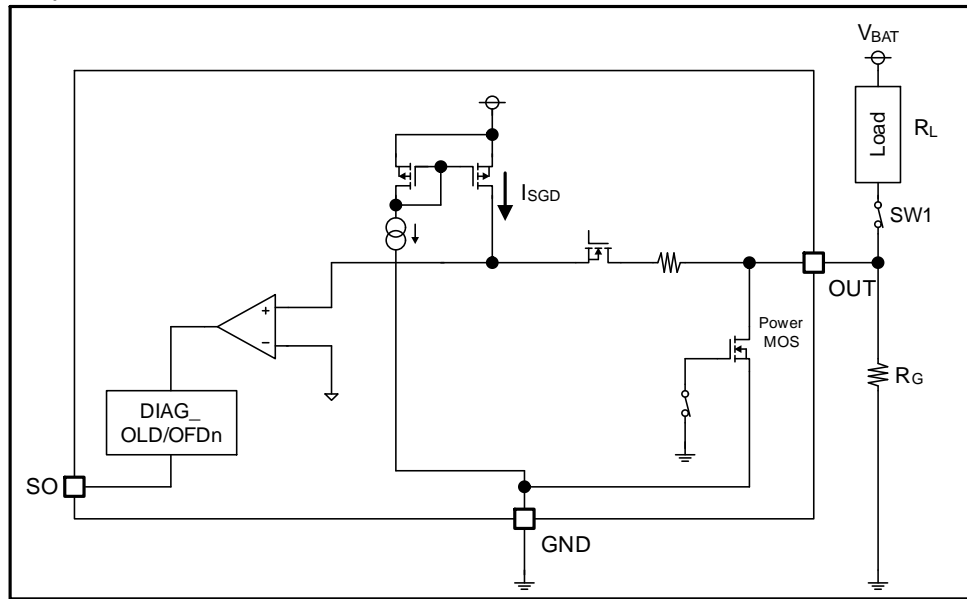 VBAT
Load
RL
ISGD
SW1
OUT
+
−
Power
MOS
RG
DIAG_
OLD/OFDn
SO
GND